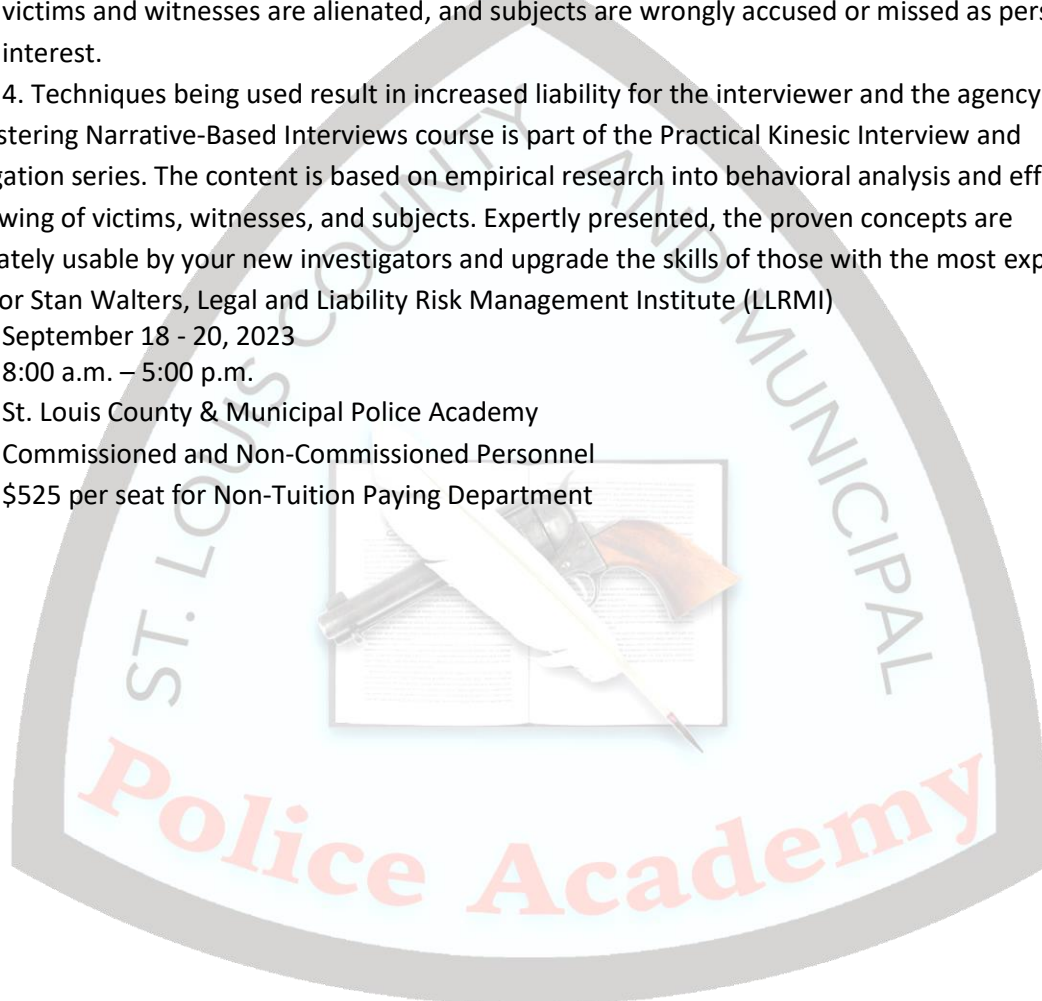 victims and witnesses are alienated, and subjects are wrongly accused or missed as pers
interest.
4. Techniques being used result in increased liability for the interviewer and the agency
stering Narrative-Based Interviews course is part of the Practical Kinesic Interview and
gation series. The content is based on empirical research into behavioral analysis and eff
wing of victims, witnesses, and subjects. Expertly presented, the proven concepts are
ately usable by your new investigators and upgrade the skills of those with the most exp
or Stan Walters, Legal and Liability Risk Management Institute (LLRMI)
September 18 - 20, 2023
8:00 a.m. – 5:00 p.m.
St. Louis County & Municipal Police Academy
Commissioned and Non-Commissioned Personnel
$525 per seat for Non-Tuition Paying Department
ST. LOUIS COUNTY AND MUNICIPAL
Police Academy